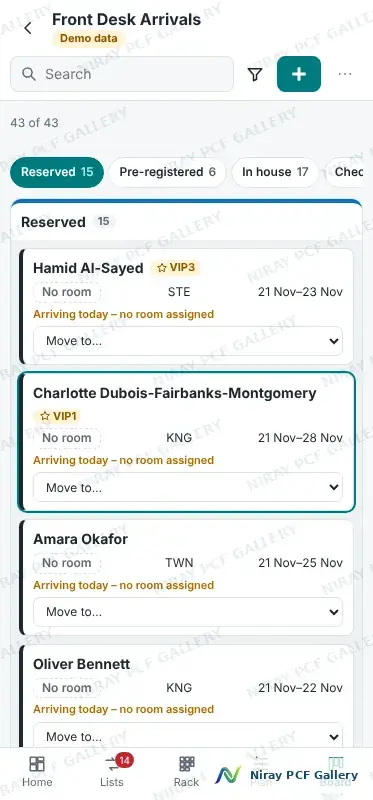 Front Desk Arrivals
Demo data
Search
43 of 43
Reserved 15
Pre-registered 6
In house 17
Chec
Reserved 15
Hamid Al-Sayed VIP3
No room STE 21 Nov–23 Nov
Arriving today – no room assigned
Move to...
Charlotte Dubois-Fairbanks-Montgomery
VIP1
No room KNG 21 Nov–28 Nov
Arriving today – no room assigned
Move to...
Amara Okafor
No room TWN 21 Nov–25 Nov
Arriving today – no room assigned
Move to...
Oliver Bennett
No room KNG 21 Nov–22 Nov
Arriving today – no room assigned
Move to...
14
Home Lists Rack Board
Niray PCF Gallery
NIRAY PCF GALLERY